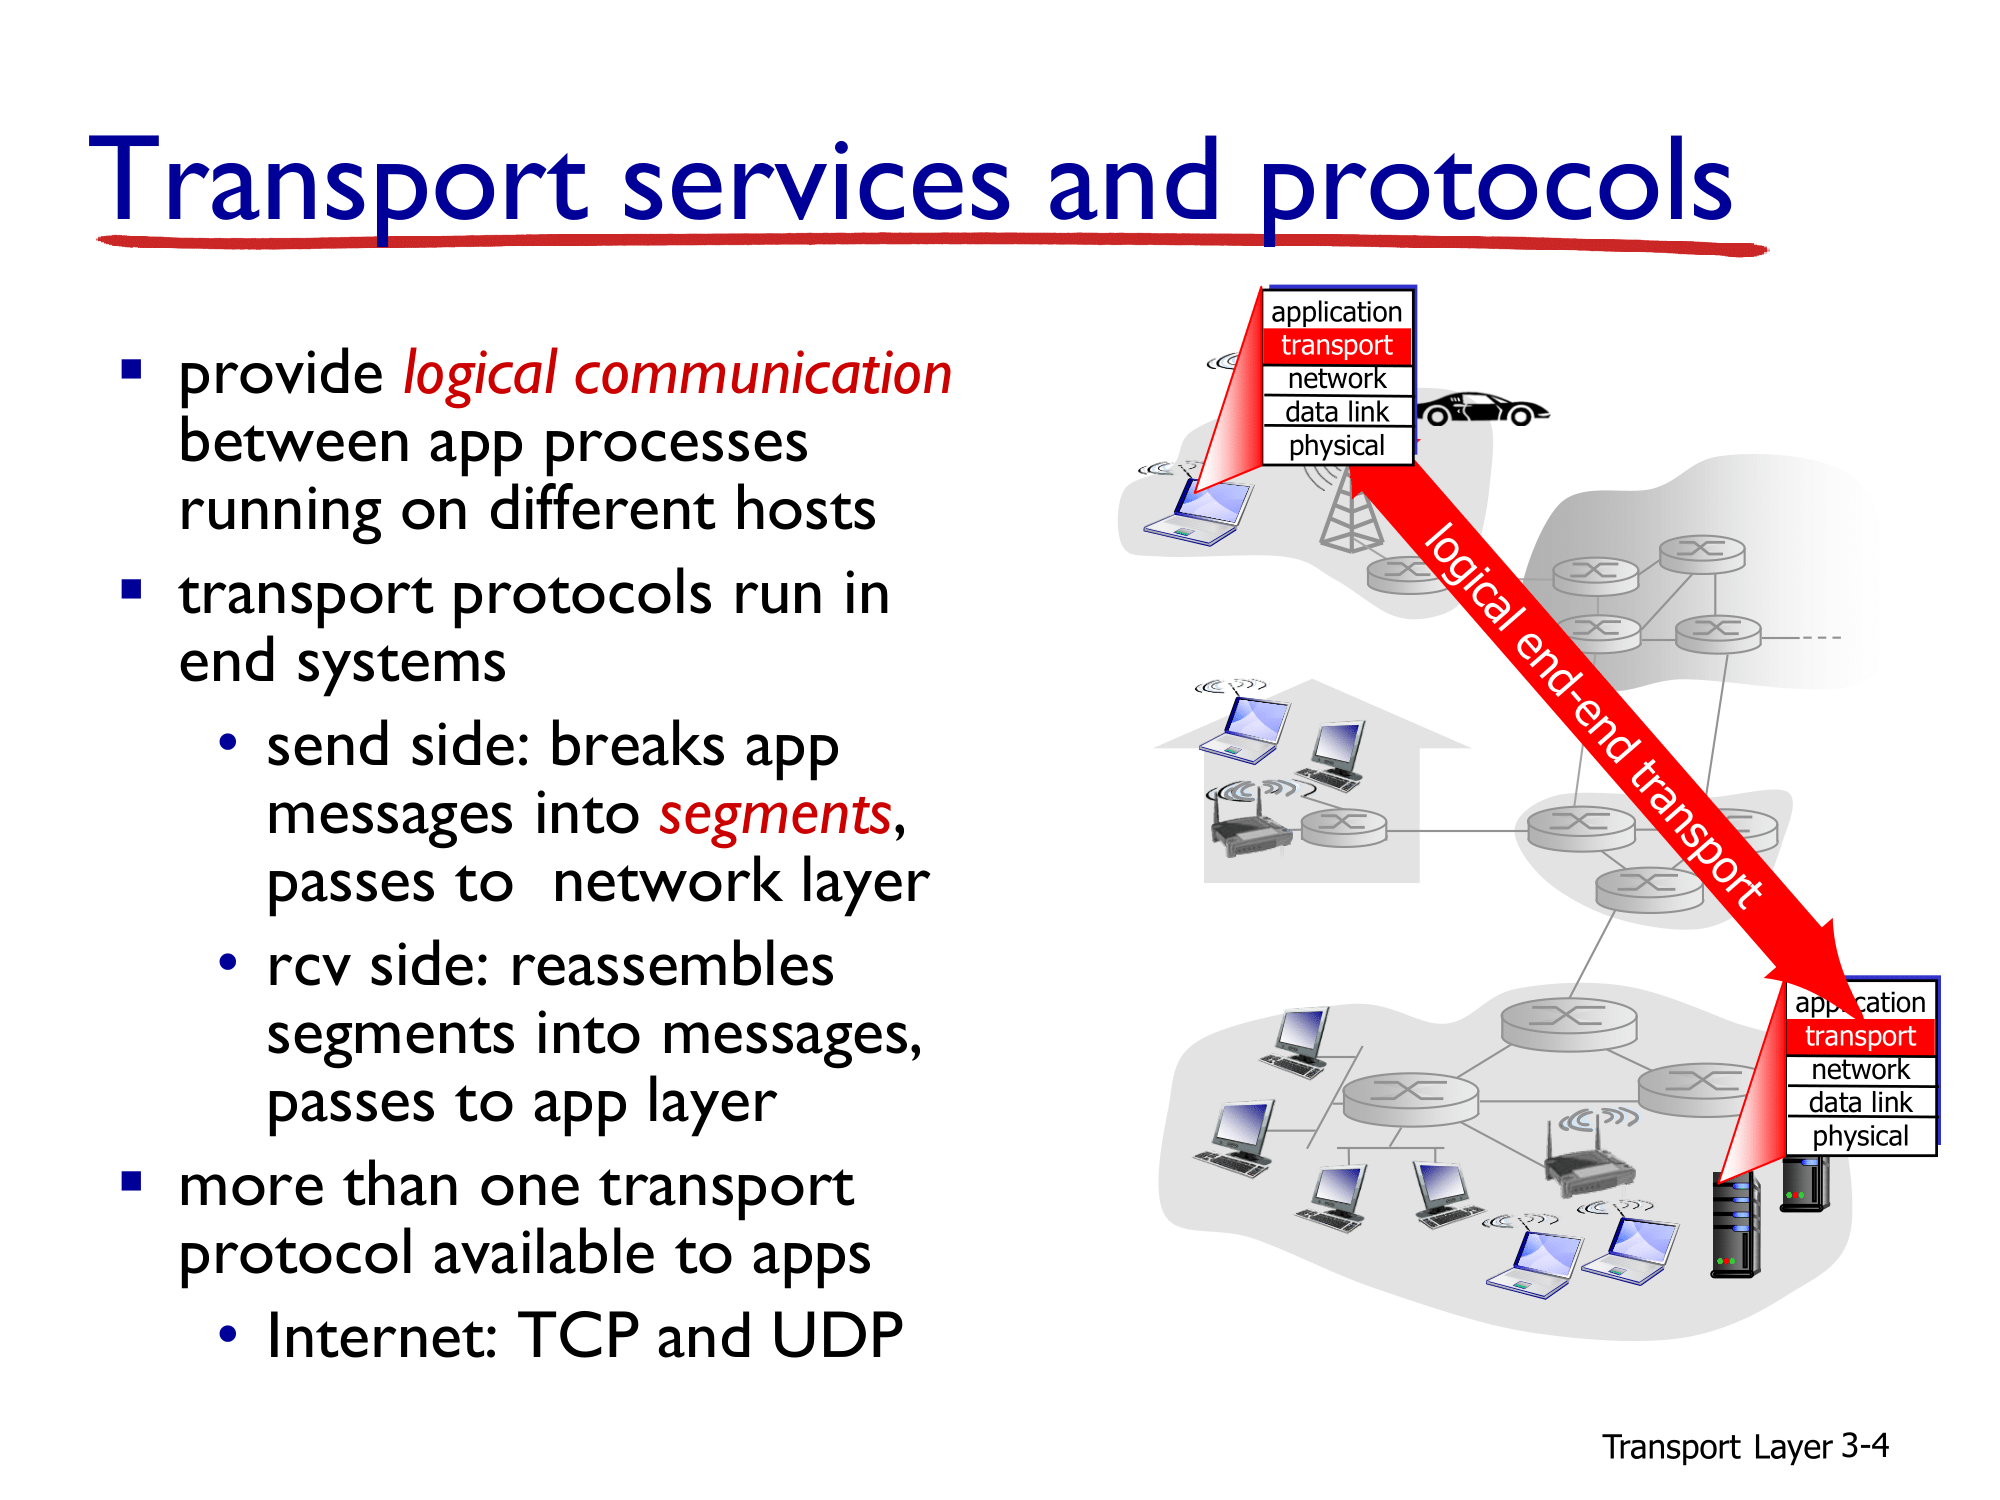 Transport services and protocols
provide logical communication
between app processes
running on different hosts
transport protocols run in
end systems
send side: breaks app
messages into segments,
passes to network layer
rcv side: reassembles
segments into messages,
passes to app layer
more than one transport
protocol available to apps
Internet: TCP and UDP
application
transport
network
data link
physical
logical end-end transport
application
transport
network
data link
physical
Transport Layer 3-4